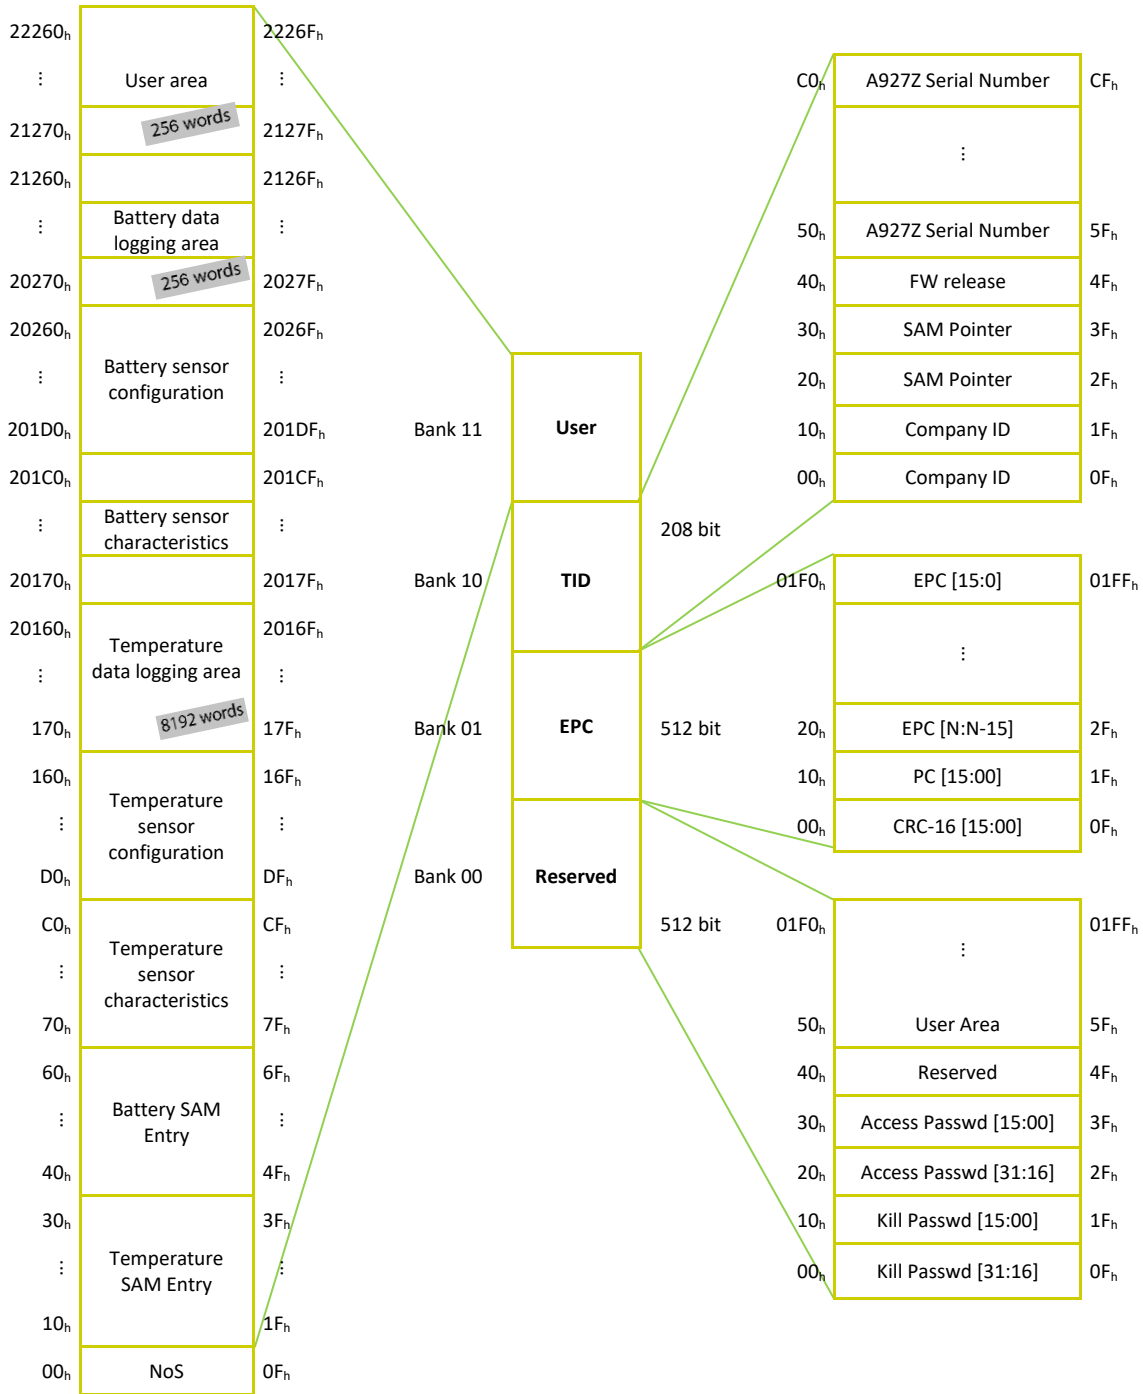 22260h 2226Fh
⋮ User area ⋮
256 words
21270h 2127Fh
21260h 2126Fh
⋮ Battery data logging area ⋮
256 words
20270h 2027Fh
20260h 2026Fh
⋮ Battery sensor configuration ⋮
201D0h 201DFh
201C0h 201CFh
⋮ Battery sensor characteristics ⋮
20170h 2017Fh
20160h 2016Fh
⋮ Temperature data logging area ⋮
8192 words
170h 17Fh
160h 16Fh
⋮ Temperature sensor configuration ⋮
D0h DFh
C0h CFh
⋮ Temperature sensor characteristics ⋮
70h 7Fh
60h 6Fh
⋮ Battery SAM Entry ⋮
40h 4Fh
30h 3Fh
⋮ Temperature SAM Entry ⋮
10h 1Fh
00h NoS 0Fh
Bank 11 User
Bank 10 TID 208 bit
Bank 01 EPC 512 bit
Bank 00 Reserved 512 bit
C0h A927Z Serial Number CFh
⋮
50h A927Z Serial Number 5Fh
40h FW release 4Fh
30h SAM Pointer 3Fh
20h SAM Pointer 2Fh
10h Company ID 1Fh
00h Company ID 0Fh
01F0h EPC [15:0] 01FFh
⋮
20h EPC [N:N-15] 2Fh
10h PC [15:00] 1Fh
00h CRC-16 [15:00] 0Fh
01F0h 01FFh
⋮
50h User Area 5Fh
40h Reserved 4Fh
30h Access Passwd [15:00] 3Fh
20h Access Passwd [31:16] 2Fh
10h Kill Passwd [15:00] 1Fh
00h Kill Passwd [31:16] 0Fh